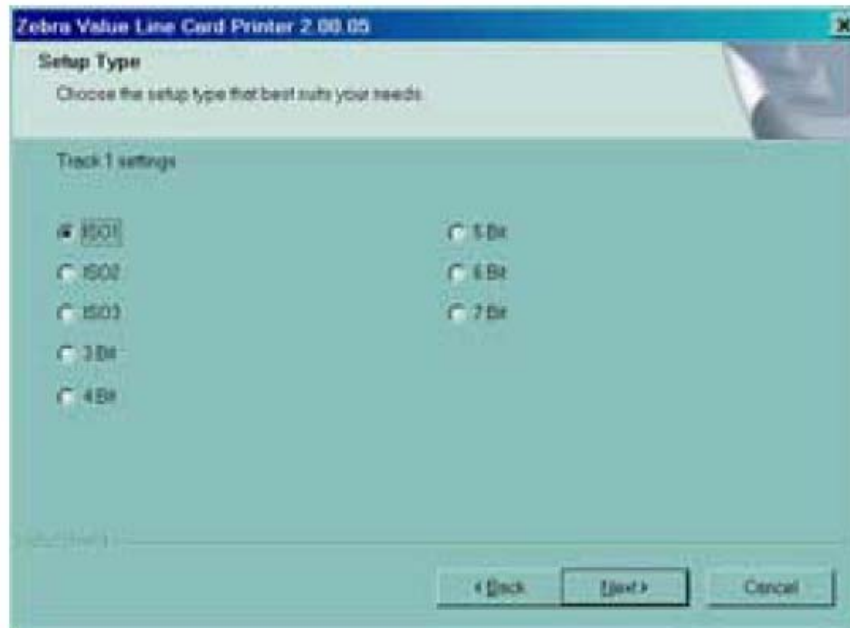 Zebra Value Line Card Printer 2.00.05
Setup Type
Choose the setup type that best suits your needs.
Track 1 settings
ISO1
ISO2
ISO3
3 Bit
4 Bit
5 Bit
6 Bit
7 Bit
< Back
Next >
Cancel